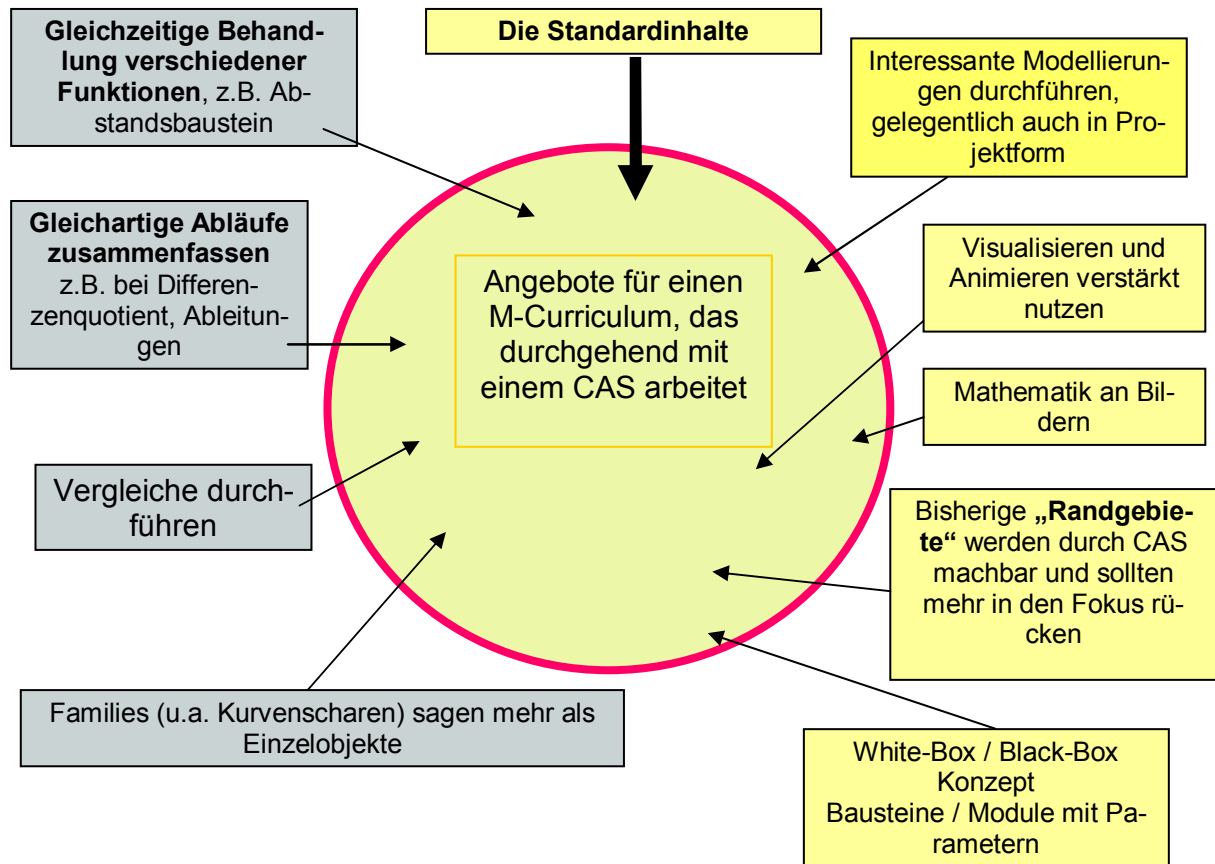 Gleichzeitige Behand-
lung verschiedener
Funktionen, z.B. Ab-
standsbaustein
Die Standardinhalte
Interessante Modellierun-
gen durchführen,
gelegentlich auch in Pro-
jektform
Gleichartige Abläufe
zusammenfassen
z.B. bei Differen-
zenquotient, Ableitun-
gen
Angebote für einen
M-Curriculum, das
durchgehend mit
einem CAS arbeitet
Visualisieren und
Animieren verstärkt
nutzen
Mathematik an Bil-
dern
Vergleiche durch-
führen
Bisherige „Randgebie-
te“ werden durch CAS
machbar und sollten
mehr in den Fokus rü-
cken
Families (u.a. Kurvenscharen) sagen mehr als
Einzelobjekte
White-Box / Black-Box
Konzept
Bausteine / Module mit Pa-
rametern